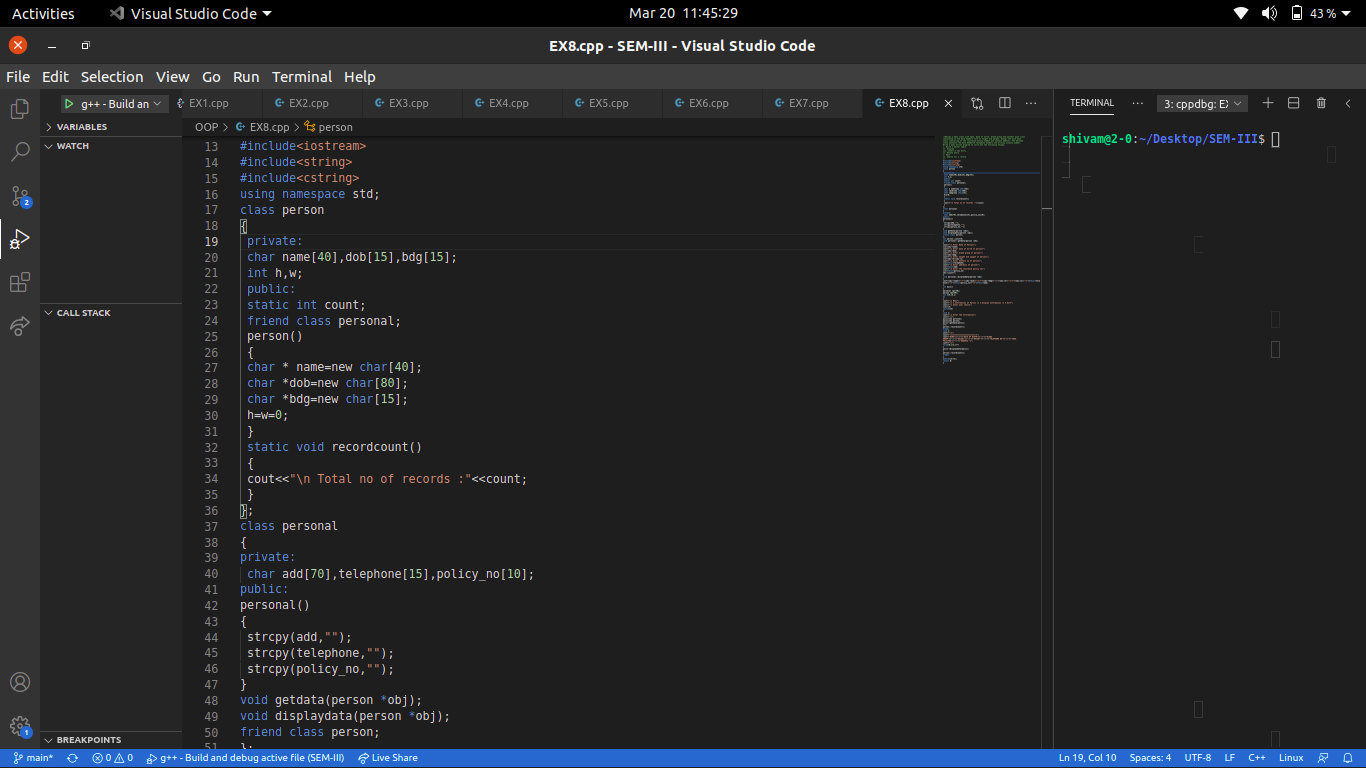 Activities Visual Studio Code Mar 20 11:45:29 43 %
EX8.cpp - SEM-III - Visual Studio Code
File Edit Selection View Go Run Terminal Help
g++ - Build an EX1.cpp EX2.cpp EX3.cpp EX4.cpp EX5.cpp EX6.cpp EX7.cpp EX8.cpp TERMINAL 3: cppdbg: EX
VARIABLES
OOP > EX8.cpp > person
WATCH
CALL STACK
BREAKPOINTS
13 #include<iostream>
14 #include<string>
15 #include<cstring>
16 using namespace std;
17 class person
18 {
19 private:
20 char name[40],dob[15],bdg[15];
21 int h,w;
22 public:
23 static int count;
24 friend class personal;
25 person()
26 {
27 char * name=new char[40];
28 char *dob=new char[80];
29 char *bdg=new char[15];
30 h=w=0;
31 }
32 static void recordcount()
33 {
34 cout<<"\n Total no of records :"<<count;
35 }
36 };
37 class personal
38 {
39 private:
40 char add[70],telephone[15],policy_no[10];
41 public:
42 personal()
43 {
44 strcpy(add,"");
45 strcpy(telephone,"");
46 strcpy(policy_no,"");
47 }
48 void getdata(person *obj);
49 void displaydata(person *obj);
50 friend class person;
51 };
shivam@2-0:~/Desktop/SEM-III$
2
1
main* 0 0 g++ - Build and debug active file (SEM-III) Live Share Ln 19, Col 10 Spaces: 4 UTF-8 LF C++ Linux